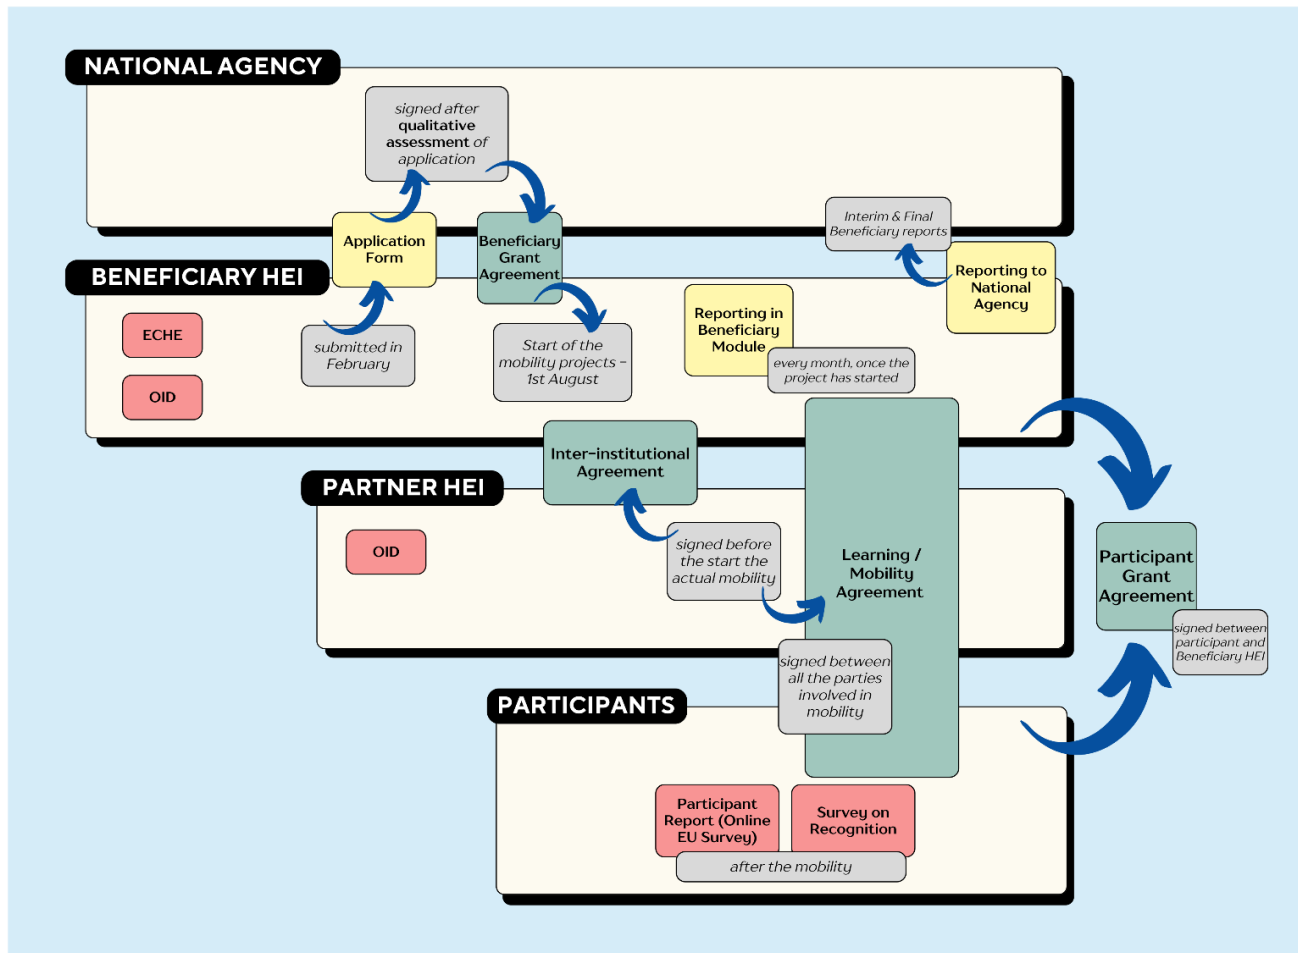 NATIONAL AGENCY
signed after
qualitative
assessment of
application
Application
Form
Beneficiary
Grant
Agreement
Interim & Final
Beneficiary reports
Reporting to
National
Agency
BENEFICIARY HEI
ECHE
OID
submitted in
February
Start of the
mobility projects –
1st August
Reporting in
Beneficiary
Module
every month, once the
project has started
Inter-institutional
Agreement
PARTNER HEI
OID
signed before
the start the
actual mobility
Learning /
Mobility
Agreement
signed between
all the parties
involved in
mobility
Participant
Grant
Agreement
signed between
participant and
Beneficiary HEI
PARTICIPANTS
Participant
Report (Online
EU Survey)
Survey on
Recognition
after the mobility